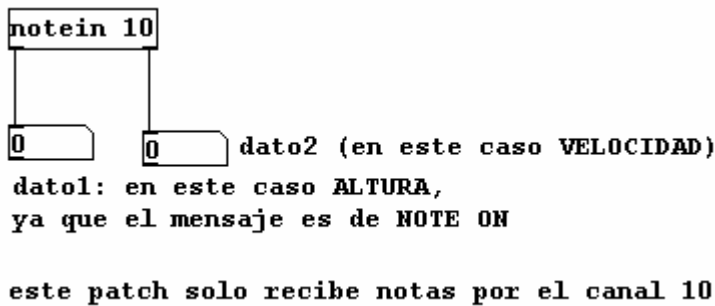 notein 10
0
0 dato2 (en este caso VELOCIDAD)
dato1: en este caso ALTURA,
ya que el mensaje es de NOTE ON
este patch solo recibe notas por el canal 10